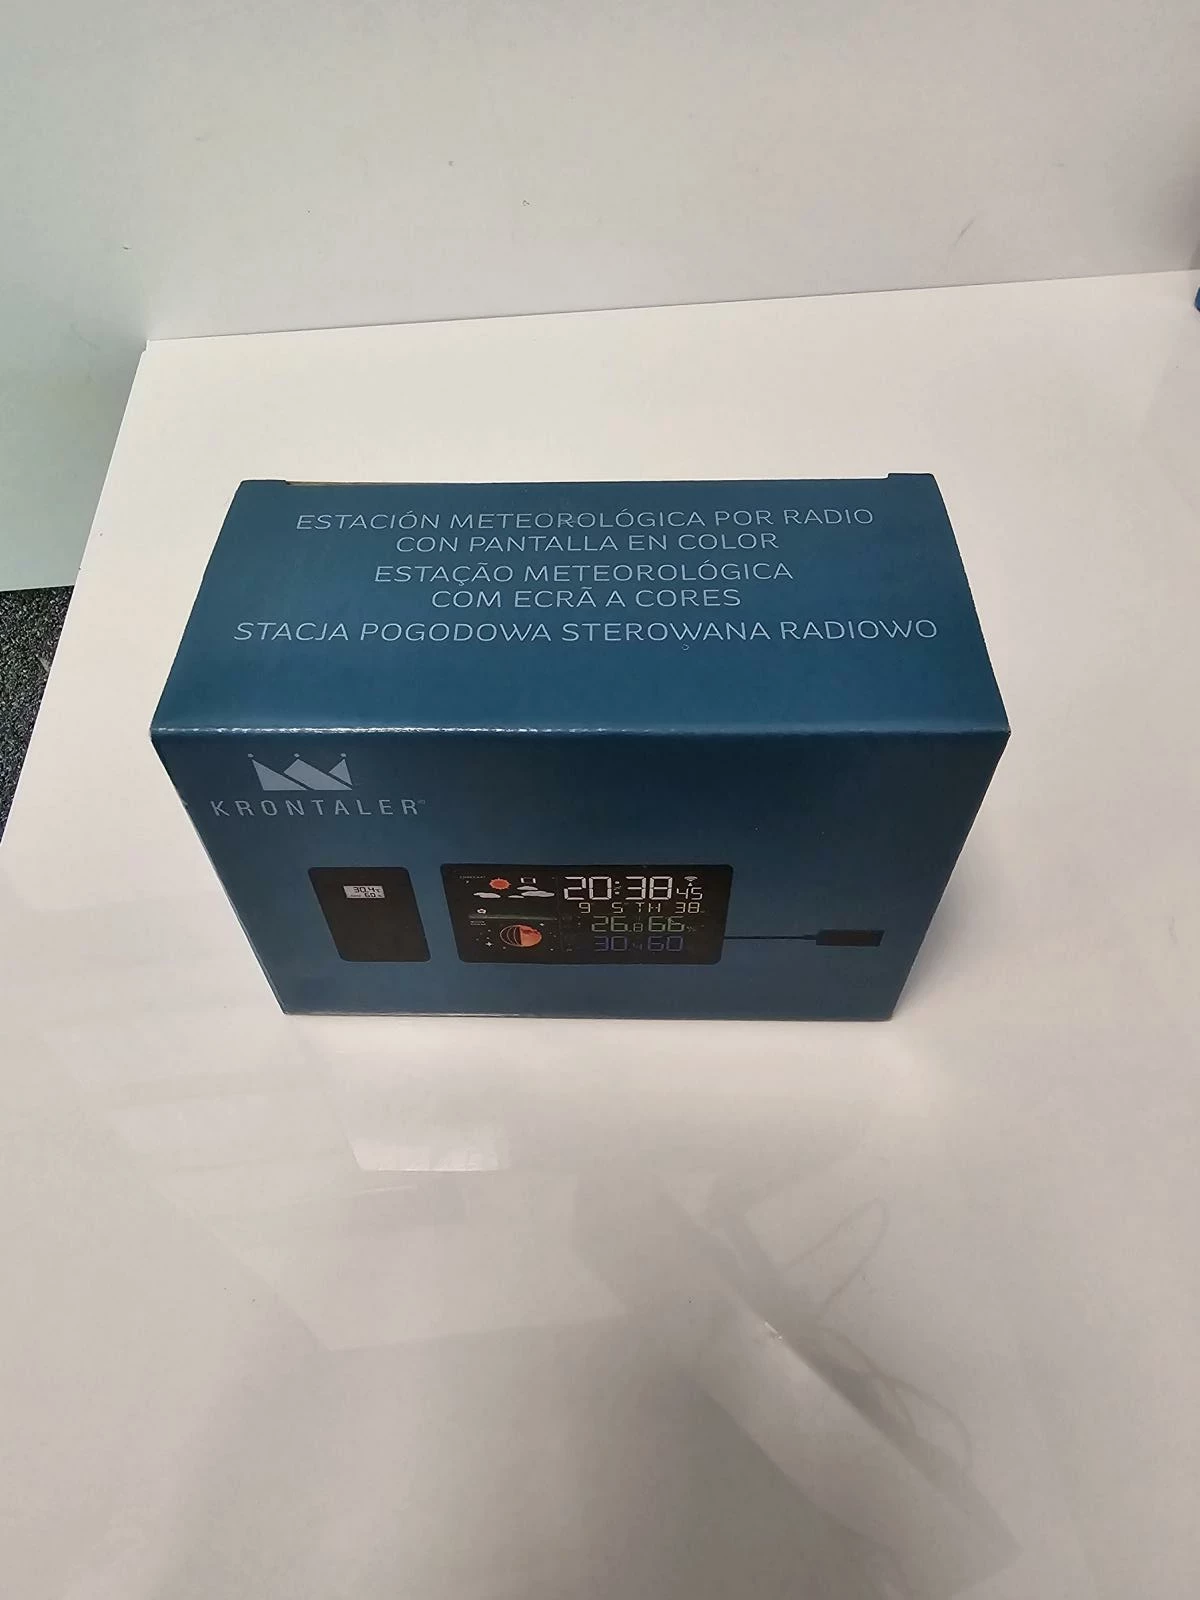 ESTACIÓN METEOROLÓGICA POR RADIO
CON PANTALLA EN COLOR
ESTAÇÃO METEOROLÓGICA
COM ECRÃ A CORES
STACJA POGODOWA STEROWANA RADIOWO
KRONTALER
30.4
60
20:38 45
9 5 TH 38
26.8 66%
30.4 60